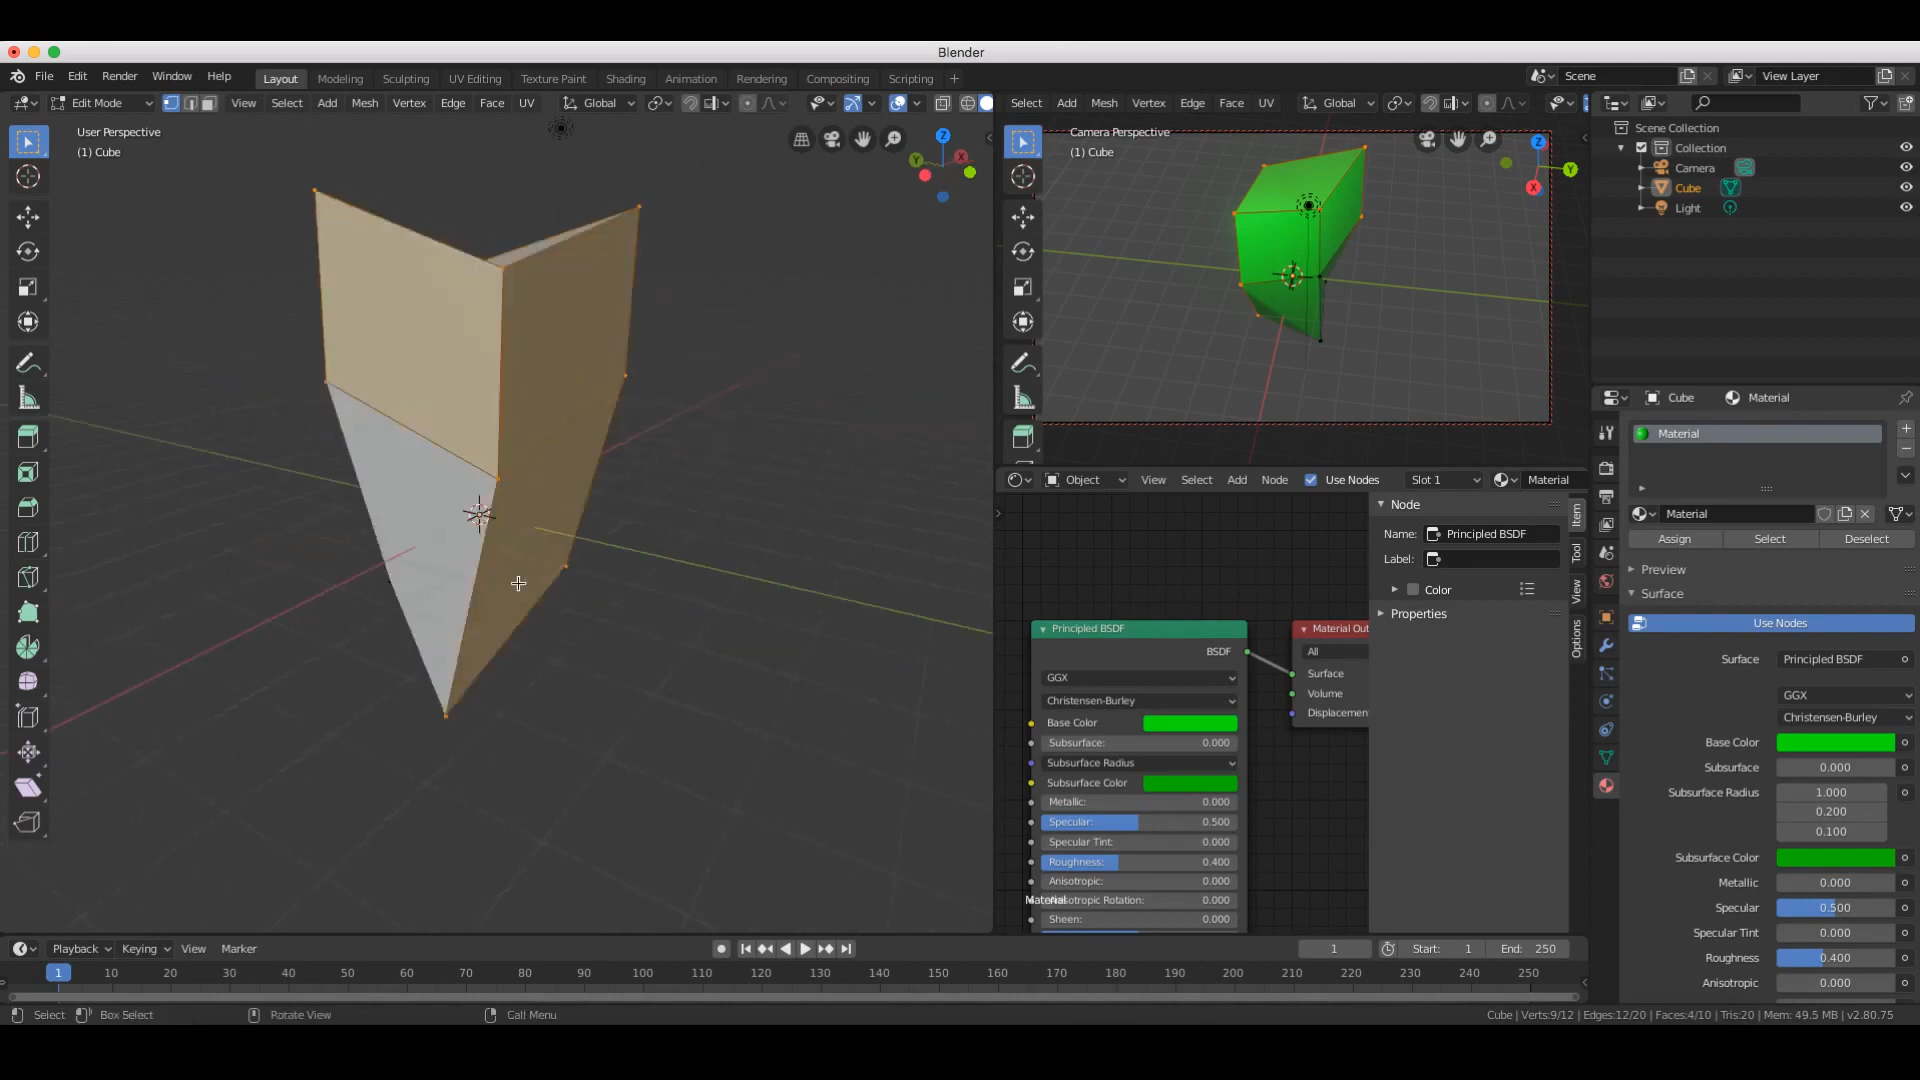 Blender
File Edit Render Window Help
Layout Modeling Sculpting UV Editing Texture Paint Shading Animation Rendering Compositing Scripting +
Scene
View Layer
Edit Mode View Select Add Mesh Vertex Edge Face UV Global
Select Add Mesh Vertex Edge Face UV Global
User Perspective
(1) Cube
Z
Y
X
Camera Perspective
(1) Cube
Z
Y
X
Scene Collection
Collection
Camera
Cube
Light
Cube Material
Material
Material
Assign Select Deselect
Preview
Surface
Use Nodes
Surface Principled BSDF
GGX
Christensen-Burley
Base Color
Subsurface 0.000
Subsurface Radius 1.000
0.200
0.100
Subsurface Color
Metallic 0.000
Specular 0.500
Specular Tint 0.000
Roughness 0.400
Anisotropic 0.000
Object View Select Add Node Use Nodes Slot 1 Material
Node
Name: Principled BSDF
Label:
Color
Properties
Item
Tool
View
Options
Principled BSDF
BSDF
GGX
Christensen-Burley
Base Color
Subsurface: 0.000
Subsurface Radius
Subsurface Color
Metallic: 0.000
Specular: 0.500
Specular Tint: 0.000
Roughness: 0.400
Anisotropic: 0.000
Material
Anisotropic Rotation: 0.000
Sheen: 0.000
Material Out
All
Surface
Volume
Displacemen
Playback Keying View Marker
1 Start: 1 End: 250
1 10 20 30 40 50 60 70 80 90 100 110 120 130 140 150 160 170 180 190 200 210 220 230 240 250
Select Box Select Rotate View Call Menu
Cube | Verts:9/12 | Edges:12/20 | Faces:4/10 | Tris:20 | Mem: 49.5 MB | v2.80.75